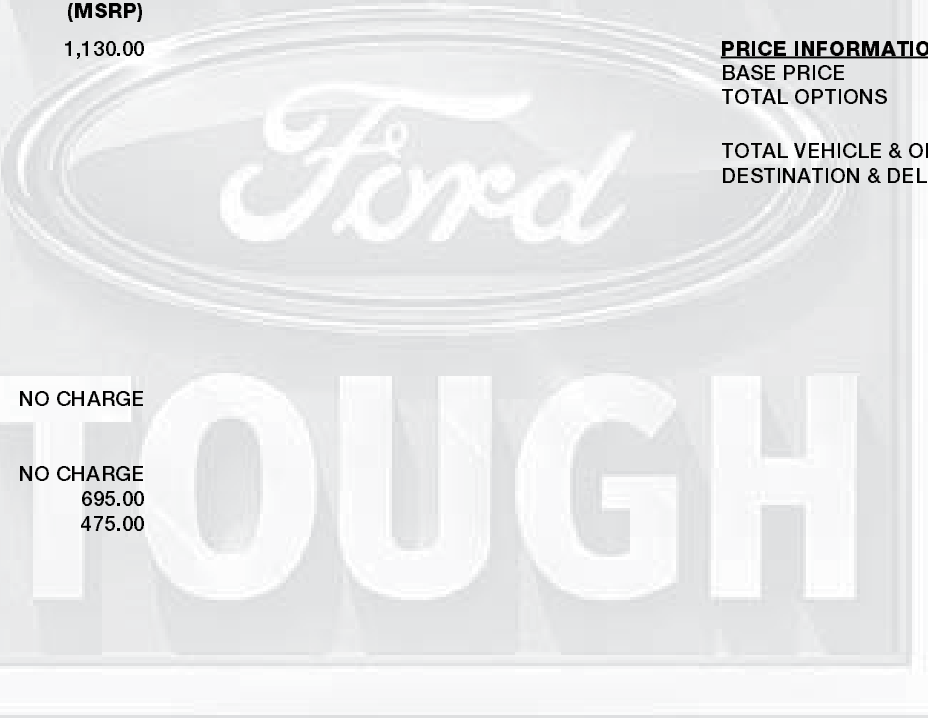 (MSRP)
1,130.00
NO CHARGE
NO CHARGE
695.00
475.00
PRICE INFORMATIO
BASE PRICE
TOTAL OPTIONS
TOTAL VEHICLE &
DESTINATION & DEL
Ford
TOUGH